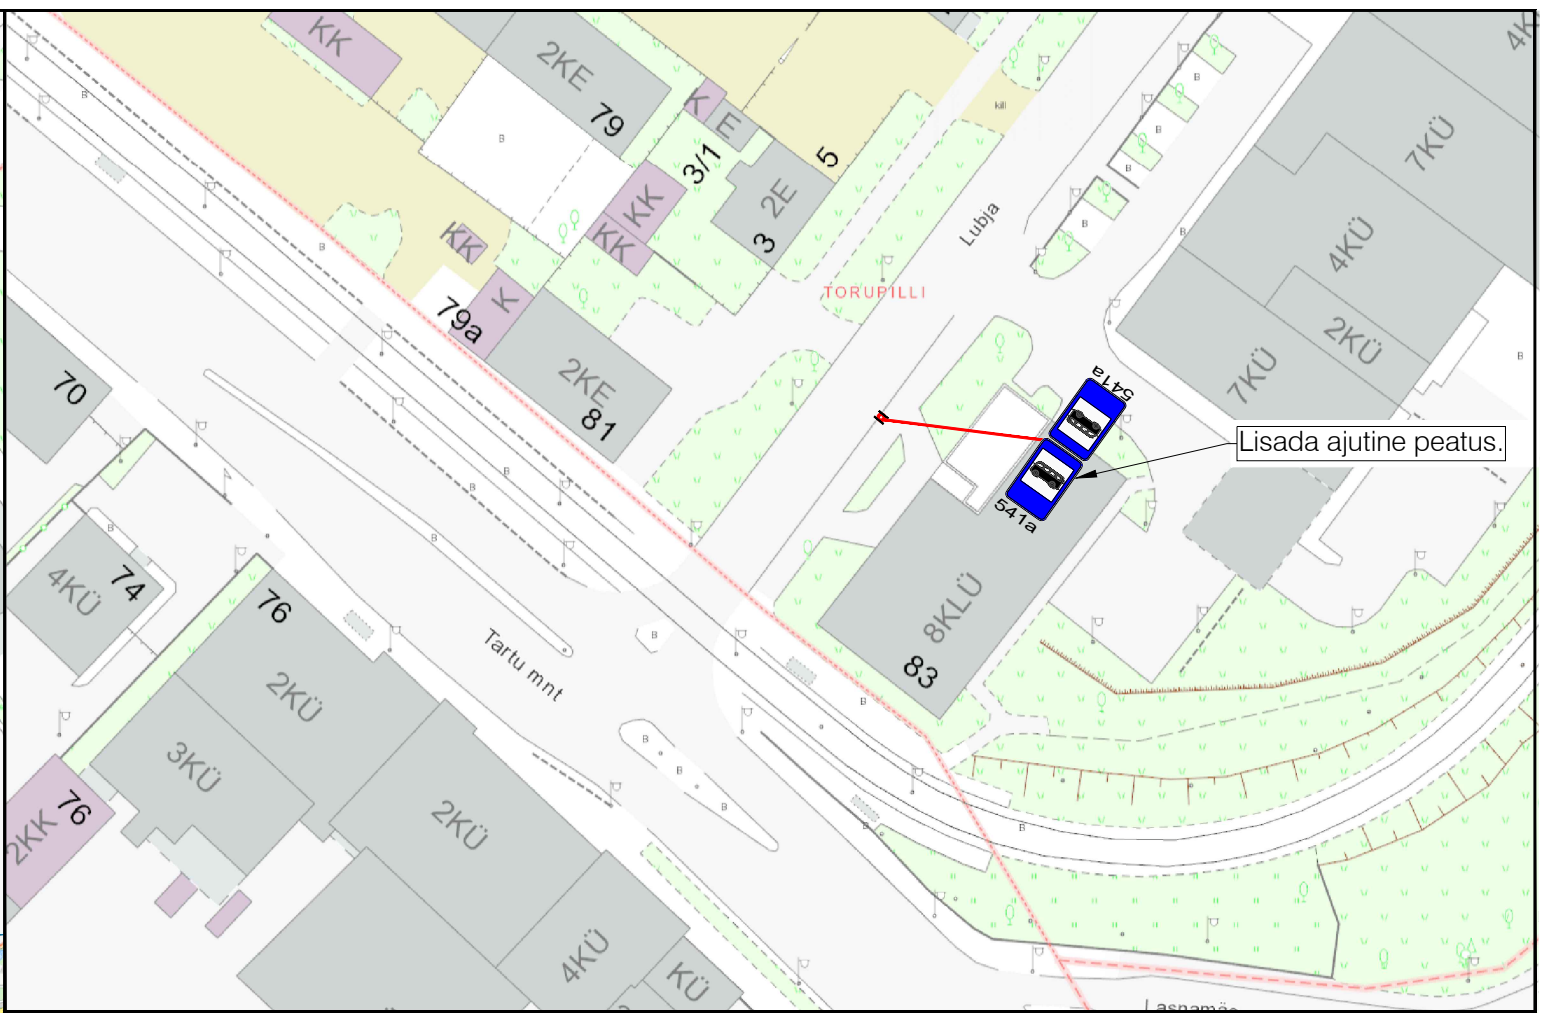 KK
2KE
79
4K
K
E
3/1
5
B
kill
7KÜ
KK
2E
3
KK
KK
Lubja
4KÜ
TORUPILLI
K
79a
2KÜ
7KÜ
70
2KE
81
541a
Lisada ajutine peatus.
541a
B
B
B
4KÜ
74
76
8KLÜ
83
B
Tartu mnt
2KÜ
3KÜ
B
B
B
76
2KK
2KÜ
B
B
4KÜ
KÜ
Lasnamäe